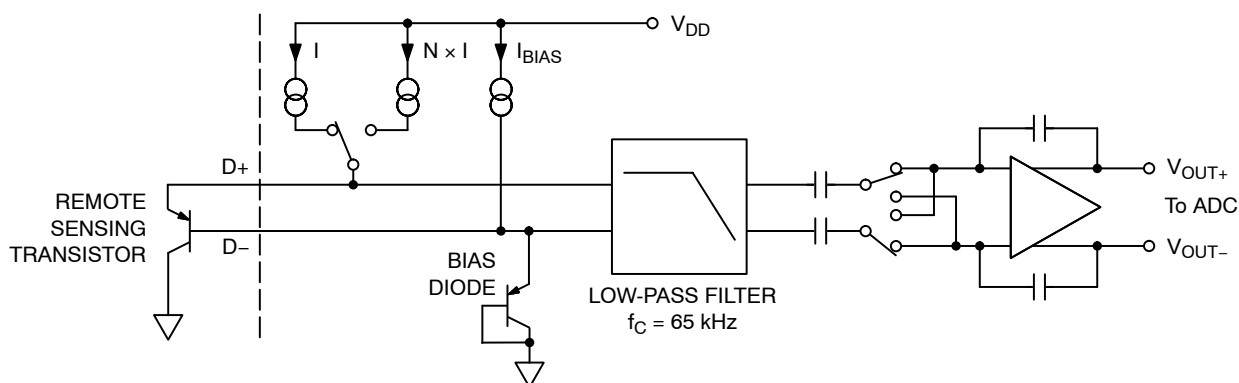 V_DD
I
N × I
I_BIAS
D+
REMOTE
SENSING
TRANSISTOR
D−
BIAS
DIODE
LOW-PASS FILTER
f_C = 65 kHz
V_OUT+
To ADC
V_OUT−